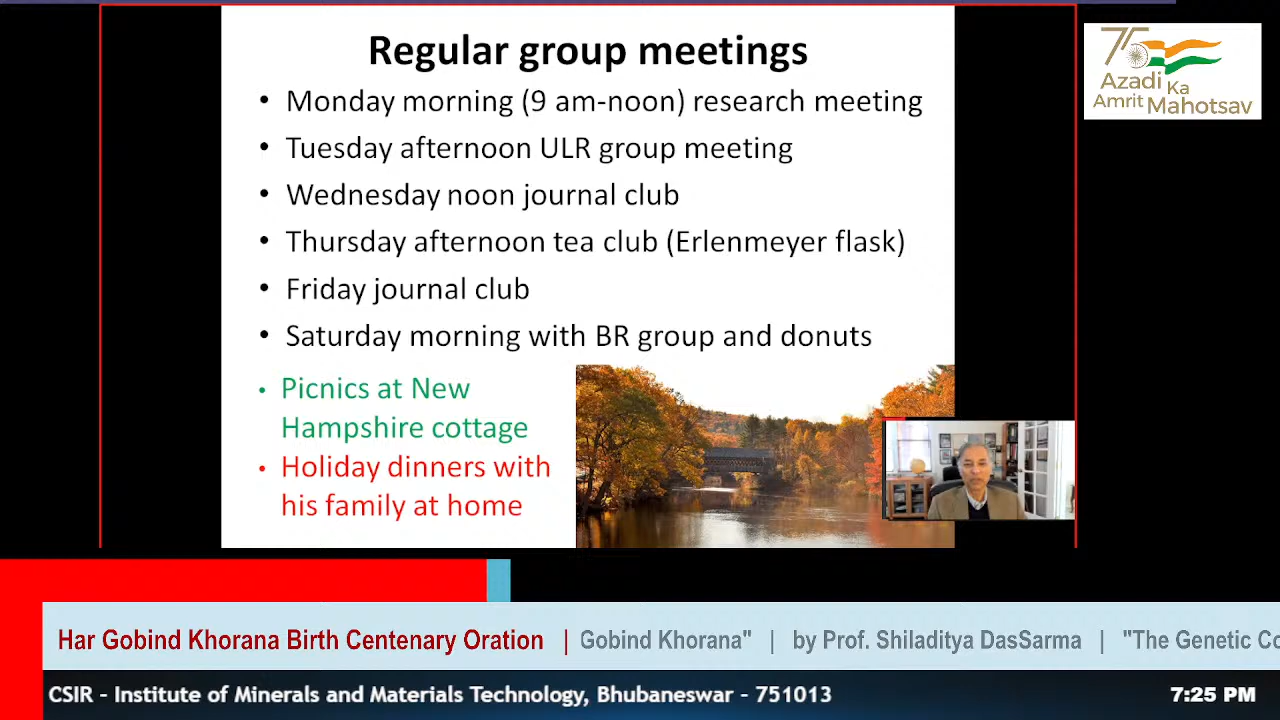 Regular group meetings
• Monday morning (9 am-noon) research meeting
• Tuesday afternoon ULR group meeting
• Wednesday noon journal club
• Thursday afternoon tea club (Erlenmeyer flask)
• Friday journal club
• Saturday morning with BR group and donuts
• Picnics at New
Hampshire cottage
• Holiday dinners with
his family at home
75
Azadi
Ka
Amrit Mahotsav
Har Gobind Khorana Birth Centenary Oration | Gobind Khorana" | by Prof. Shiladitya DasSarma | "The Genetic Co
CSIR - Institute of Minerals and Materials Technology, Bhubaneswar - 751013 7:25 PM